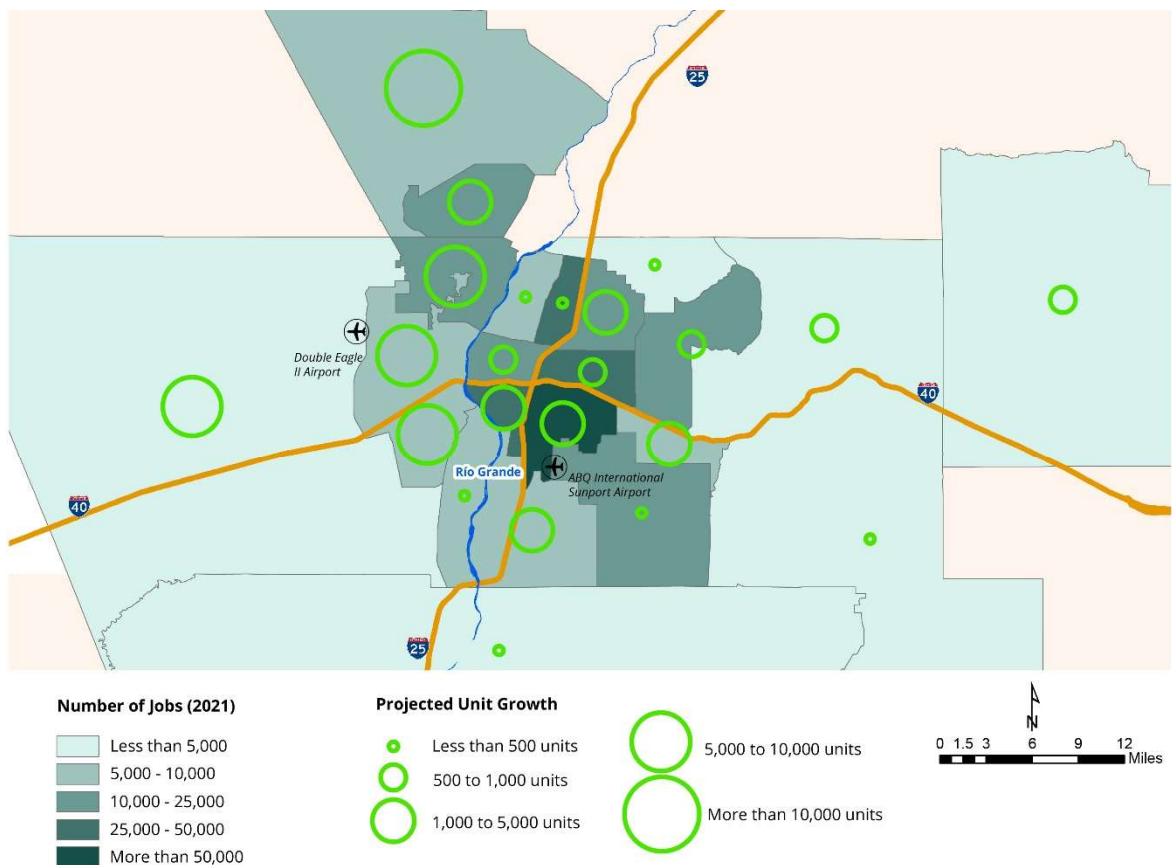 25
Double Eagle
II Airport
40
Río Grande
ABQ International
Sunport Airport
40
25
Number of Jobs (2021)
Less than 5,000
5,000 - 10,000
10,000 - 25,000
25,000 - 50,000
More than 50,000
Projected Unit Growth
Less than 500 units
500 to 1,000 units
1,000 to 5,000 units
5,000 to 10,000 units
More than 10,000 units
N
0 1.5 3 6 9 12
Miles